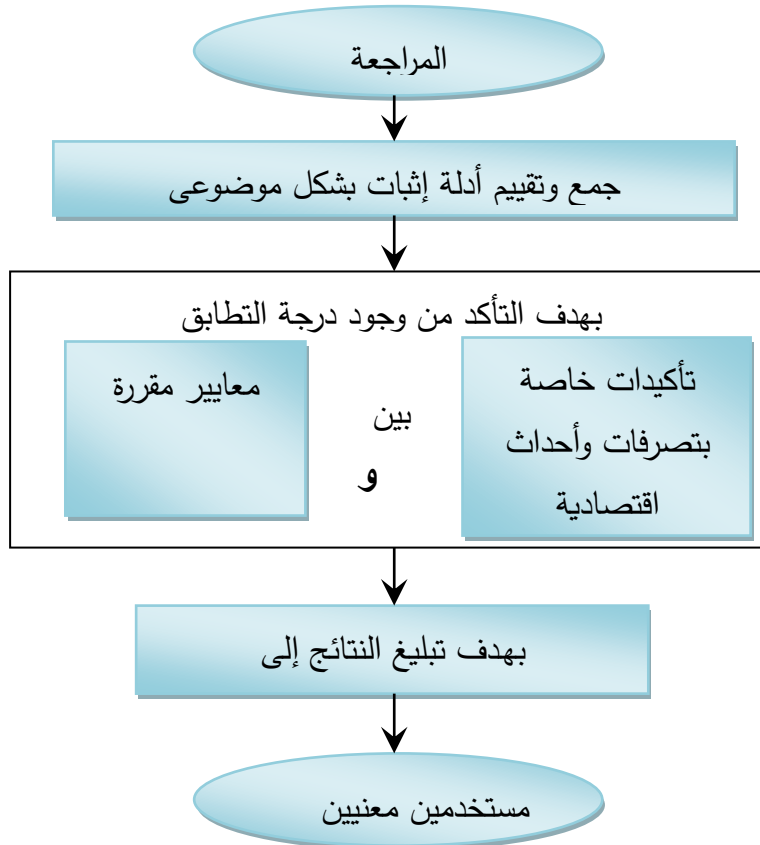 المراجعة
جمع وتقييم أدلة إثبات بشكل موضوعى
بهدف التأكد من وجود درجة التطابق
تأكيدات خاصة
بتصرفات وأحداث
اقتصادية
بين
و
معايير مقررة
بهدف تبليغ النتائج إلى
مستخدمين معنيين